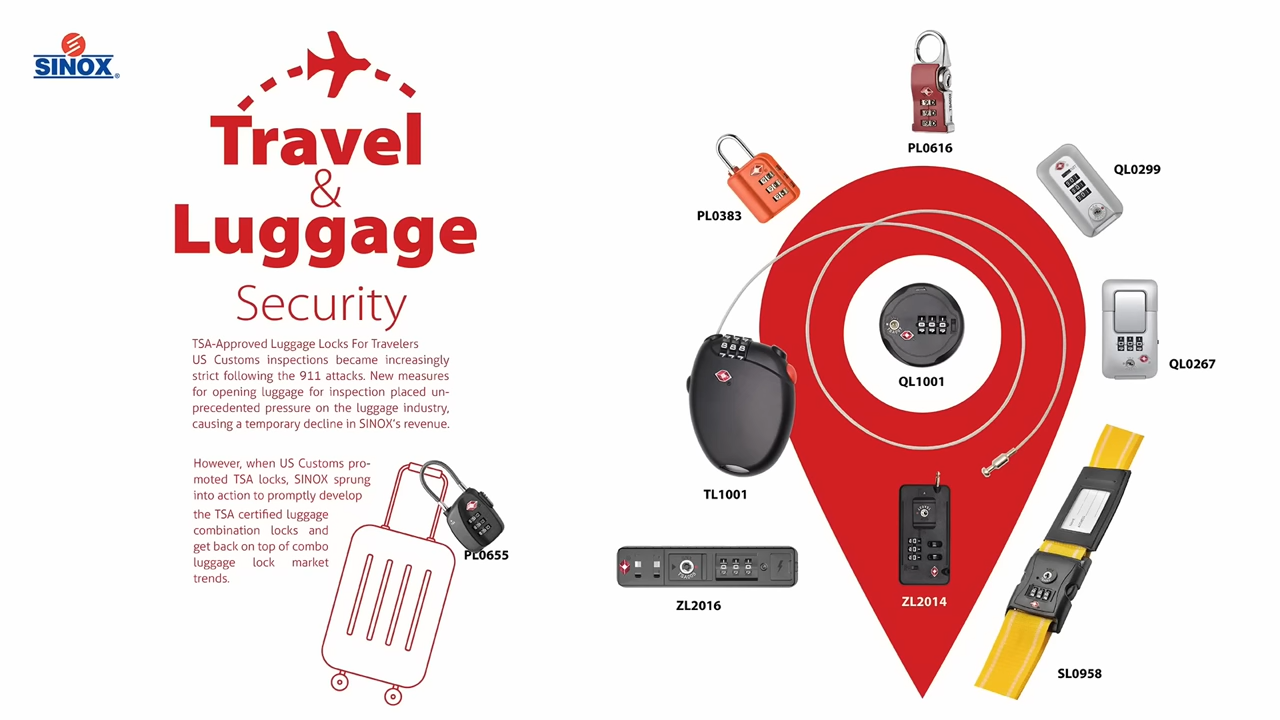 SINOX®
Travel
&
Luggage
Security
TSA-Approved Luggage Locks For Travelers
US Customs inspections became increasingly
strict following the 911 attacks. New measures
for opening luggage for inspection placed un-
precedented pressure on the luggage industry,
causing a temporary decline in SINOX's revenue.
However, when US Customs pro-
moted TSA locks, SINOX sprung
into action to promptly develop
the TSA certified luggage
combination locks and
get back on top of combo
luggage lock market
trends.
PL0655
PL0616
PL0383
QL0299
QL1001
QL0267
TL1001
ZL2016
ZL2014
SL0958